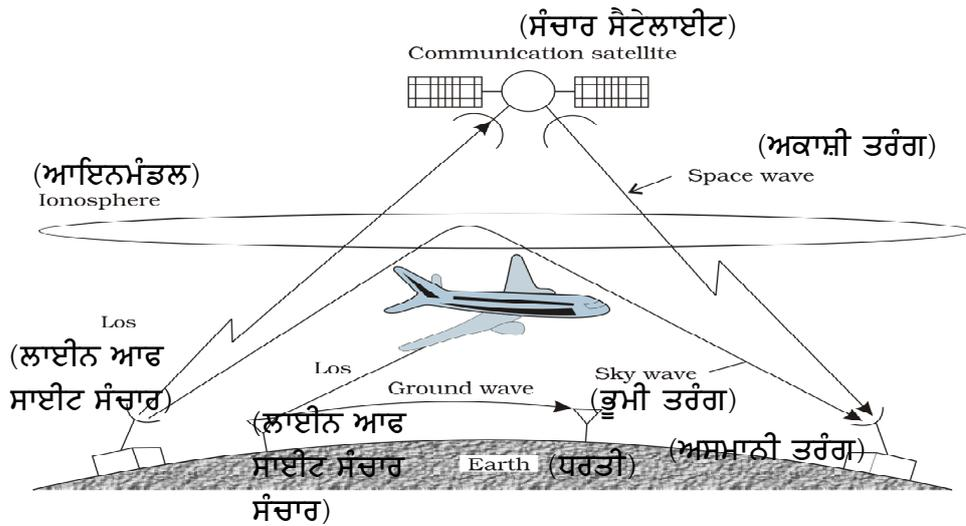 (ਸੰਚਾਰ ਸੈਟੇਲਾਈਟ)
Communication satellite
(ਅਕਾਸ਼ੀ ਤਰੰਗ)
Space wave
(ਆਇਨਮੰਡਲ)
Ionosphere
Los
(ਲਾਈਨ ਆਫ
ਸਾਈਟ ਸੰਚਾਰ)
Los
Ground wave
Sky wave
(ਭੂਮੀ ਤਰੰਗ)
(ਲਾਈਨ ਆਫ
ਸਾਈਟ ਸੰਚਾਰ
ਸੰਚਾਰ)
Earth (ਧਰਤੀ)
(ਅਸਮਾਨੀ ਤਰੰਗ)